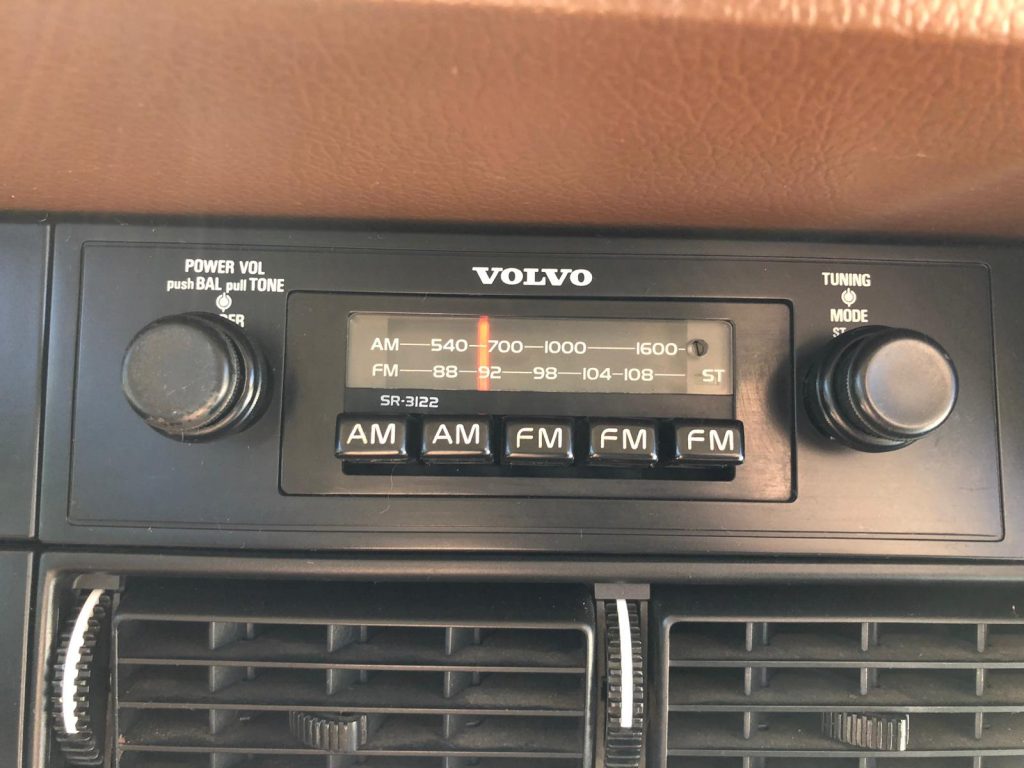 VOLVO
POWER VOL
push BAL pull TONE
TUNING
MODE
ST
AM 540 700 1000 1600
FM 88 92 98 104 108 ST
SR-3122
AM AM FM FM FM